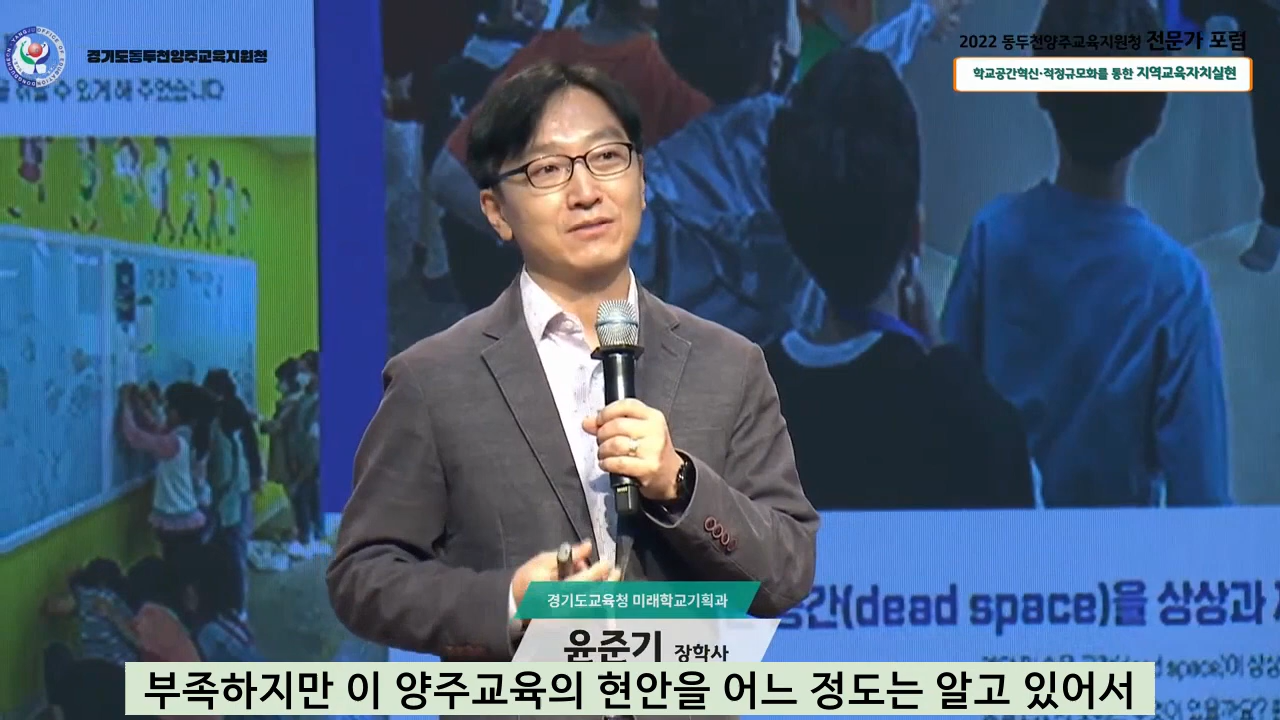 경기도동두천양주교육지원청
2022 동두천양주교육지원청 전문가 포럼
학교공간혁신·적정규모화를 통한 지역교육자치실현
수 있게 해 주었습니다
(dead space)을 상상과
경기도교육청 미래학교기획과
윤준기 장학사
부족하지만 이 양주교육의 현안을 어느 정도는 알고 있어서